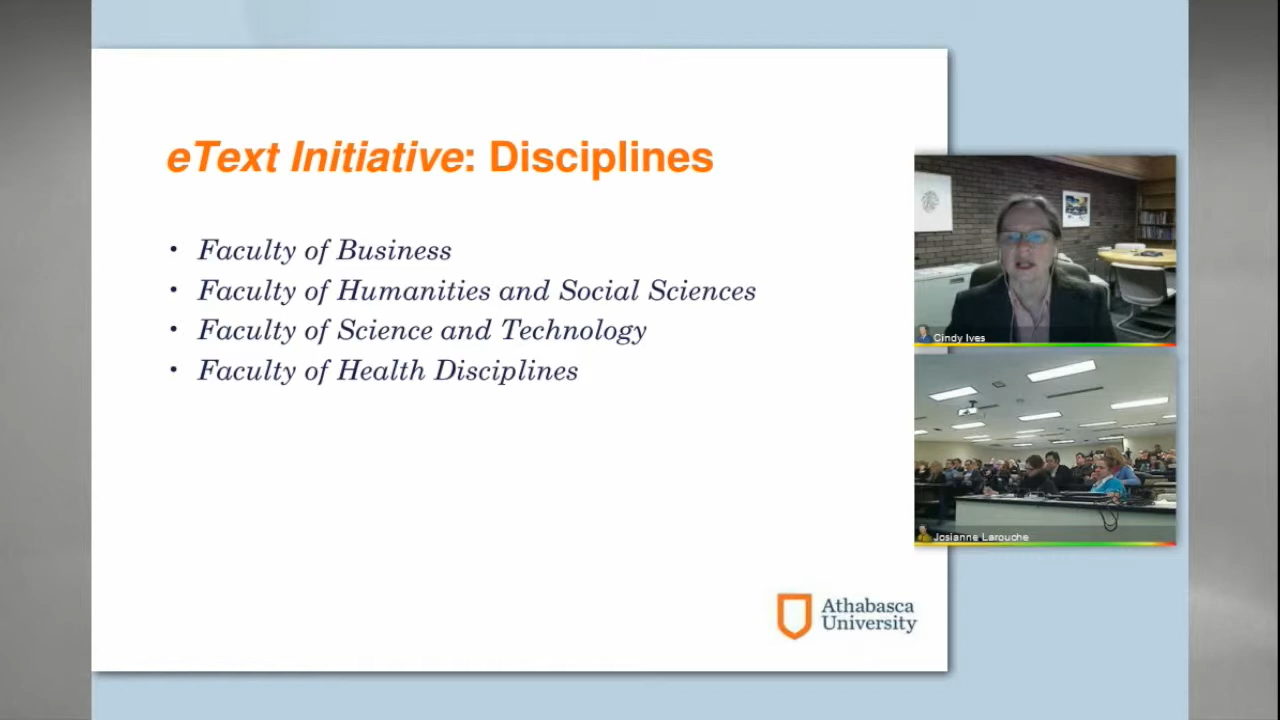 eText Initiative: Disciplines
• Faculty of Business
• Faculty of Humanities and Social Sciences
• Faculty of Science and Technology
• Faculty of Health Disciplines
Cindy Ives
Josianne Larouche
Athabasca
University